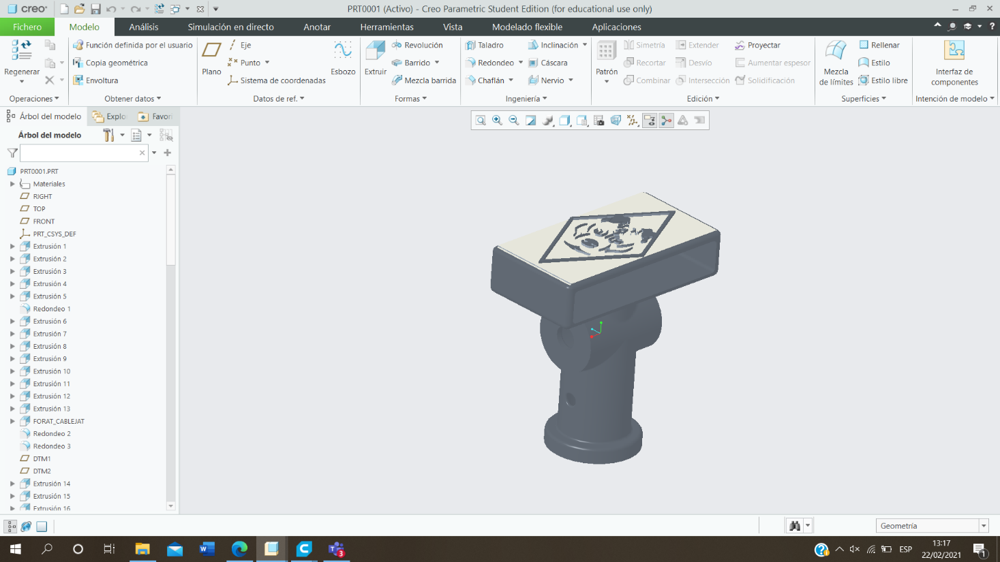 creo
PRT0001 (Activo) – Creo Parametric Student Edition (for educational use only)
Fichero
Modelo
Análisis
Simulación en directo
Anotar
Herramientas
Vista
Modelado flexible
Aplicaciones
Regenerar
Operaciones
Función definida por el usuario
Copia geométrica
Envoltura
Obtener datos
Plano
Eje
Punto
Sistema de coordenadas
Esbozo
Datos de ref.
Extruir
Revolución
Barrido
Mezcla barrida
Formas
Taladro
Redondeo
Chaflán
Inclinación
Cáscara
Nervio
Ingeniería
Patrón
Simetría
Recortar
Combinar
Extender
Desvío
Intersección
Proyectar
Aumentar espesor
Solidificación
Edición
Mezcla
de límites
Rellenar
Estilo
Estilo libre
Superficies
Interfaz de
componentes
Intención de modelo
Árbol del modelo
Explo
Favori
Árbol del modelo
PRT0001.PRT
Materiales
RIGHT
TOP
FRONT
PRT_CSYS_DEF
Extrusión 1
Extrusión 2
Extrusión 3
Extrusión 4
Extrusión 5
Redondeo 1
Extrusión 6
Extrusión 7
Extrusión 8
Extrusión 9
Extrusión 10
Extrusión 11
Extrusión 12
Extrusión 13
FORAT_CABLEJAT
Redondeo 2
Redondeo 3
DTM1
DTM2
Extrusión 14
Extrusión 15
Extrusión 16
Geometría
ESP
13:17
22/02/2021